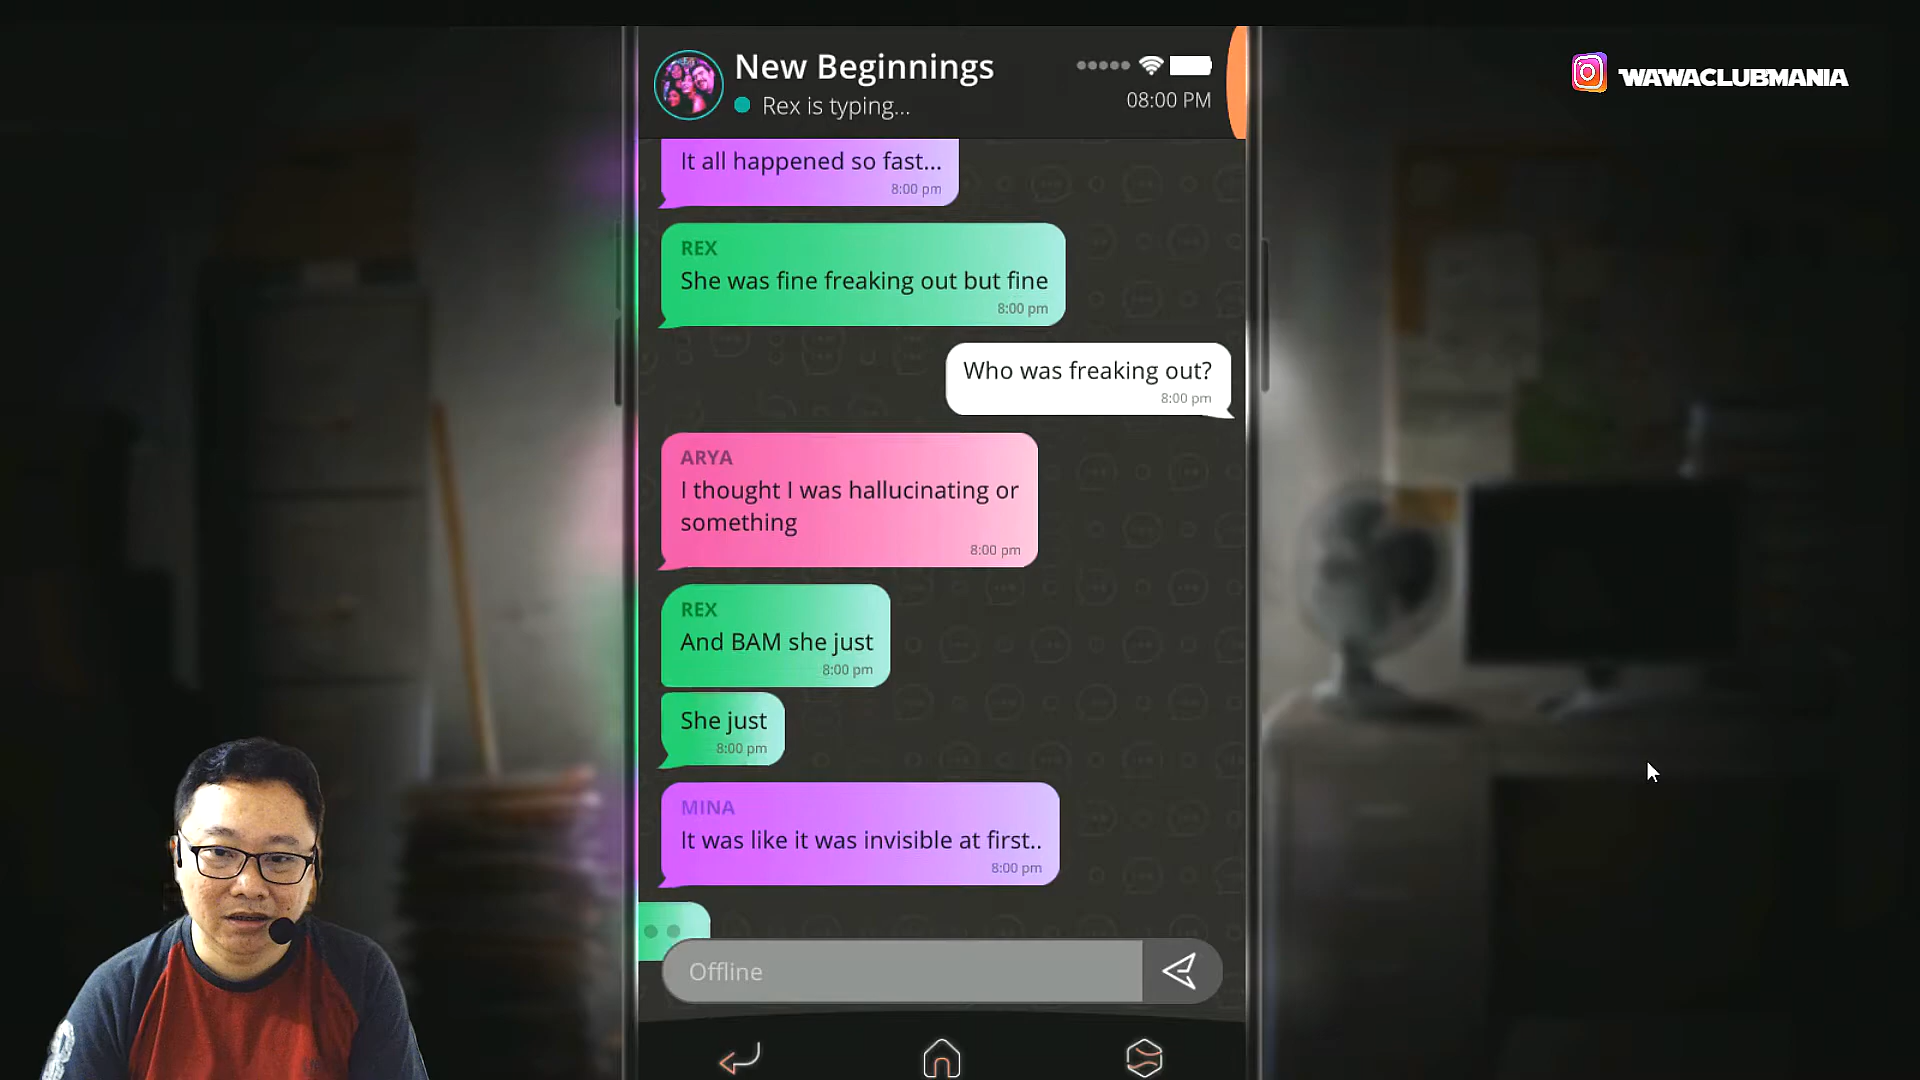 New Beginnings
Rex is typing...
08:00 PM
WAWACLUBMANIA
It all happened so fast...
8:00 pm
REX
She was fine freaking out but fine
8:00 pm
Who was freaking out?
8:00 pm
ARYA
I thought I was hallucinating or
something
8:00 pm
REX
And BAM she just
8:00 pm
She just
8:00 pm
MINA
It was like it was invisible at first..
8:00 pm
Offline